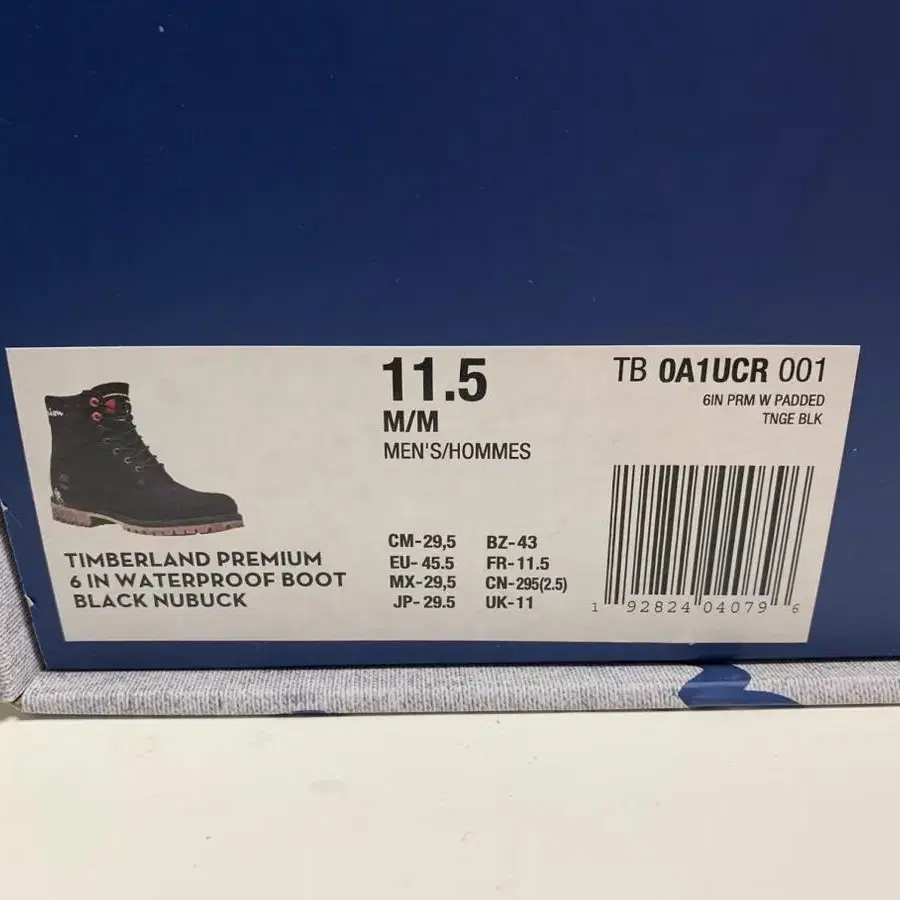 11.5
M/M
MEN'S/HOMMES
TB 0A1UCR 001
6IN PRM W PADDED
TNGE BLK
TIMBERLAND PREMIUM
6 IN WATERPROOF BOOT
BLACK NUBUCK
CM-29,5 BZ-43
EU- 45.5 FR-11.5
MX-29,5 CN-295(2.5)
JP-29.5 UK-11
1 92824 04079 6